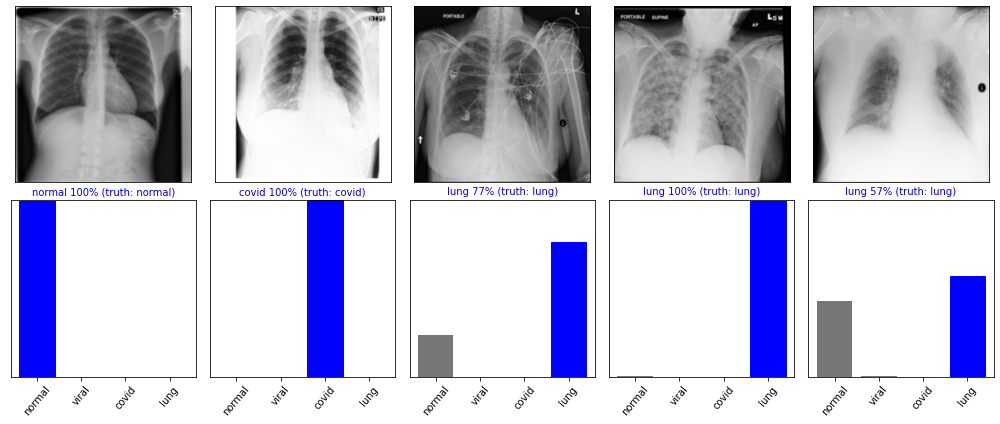 PORTABLE
L
PORTABLE SUPINE
AP
normal 100% (truth: normal)
covid 100% (truth: covid)
lung 77% (truth: lung)
lung 100% (truth: lung)
lung 57% (truth: lung)
normal
viral
covid
lung
normal
viral
covid
lung
normal
viral
covid
lung
normal
viral
covid
lung
normal
viral
covid
lung